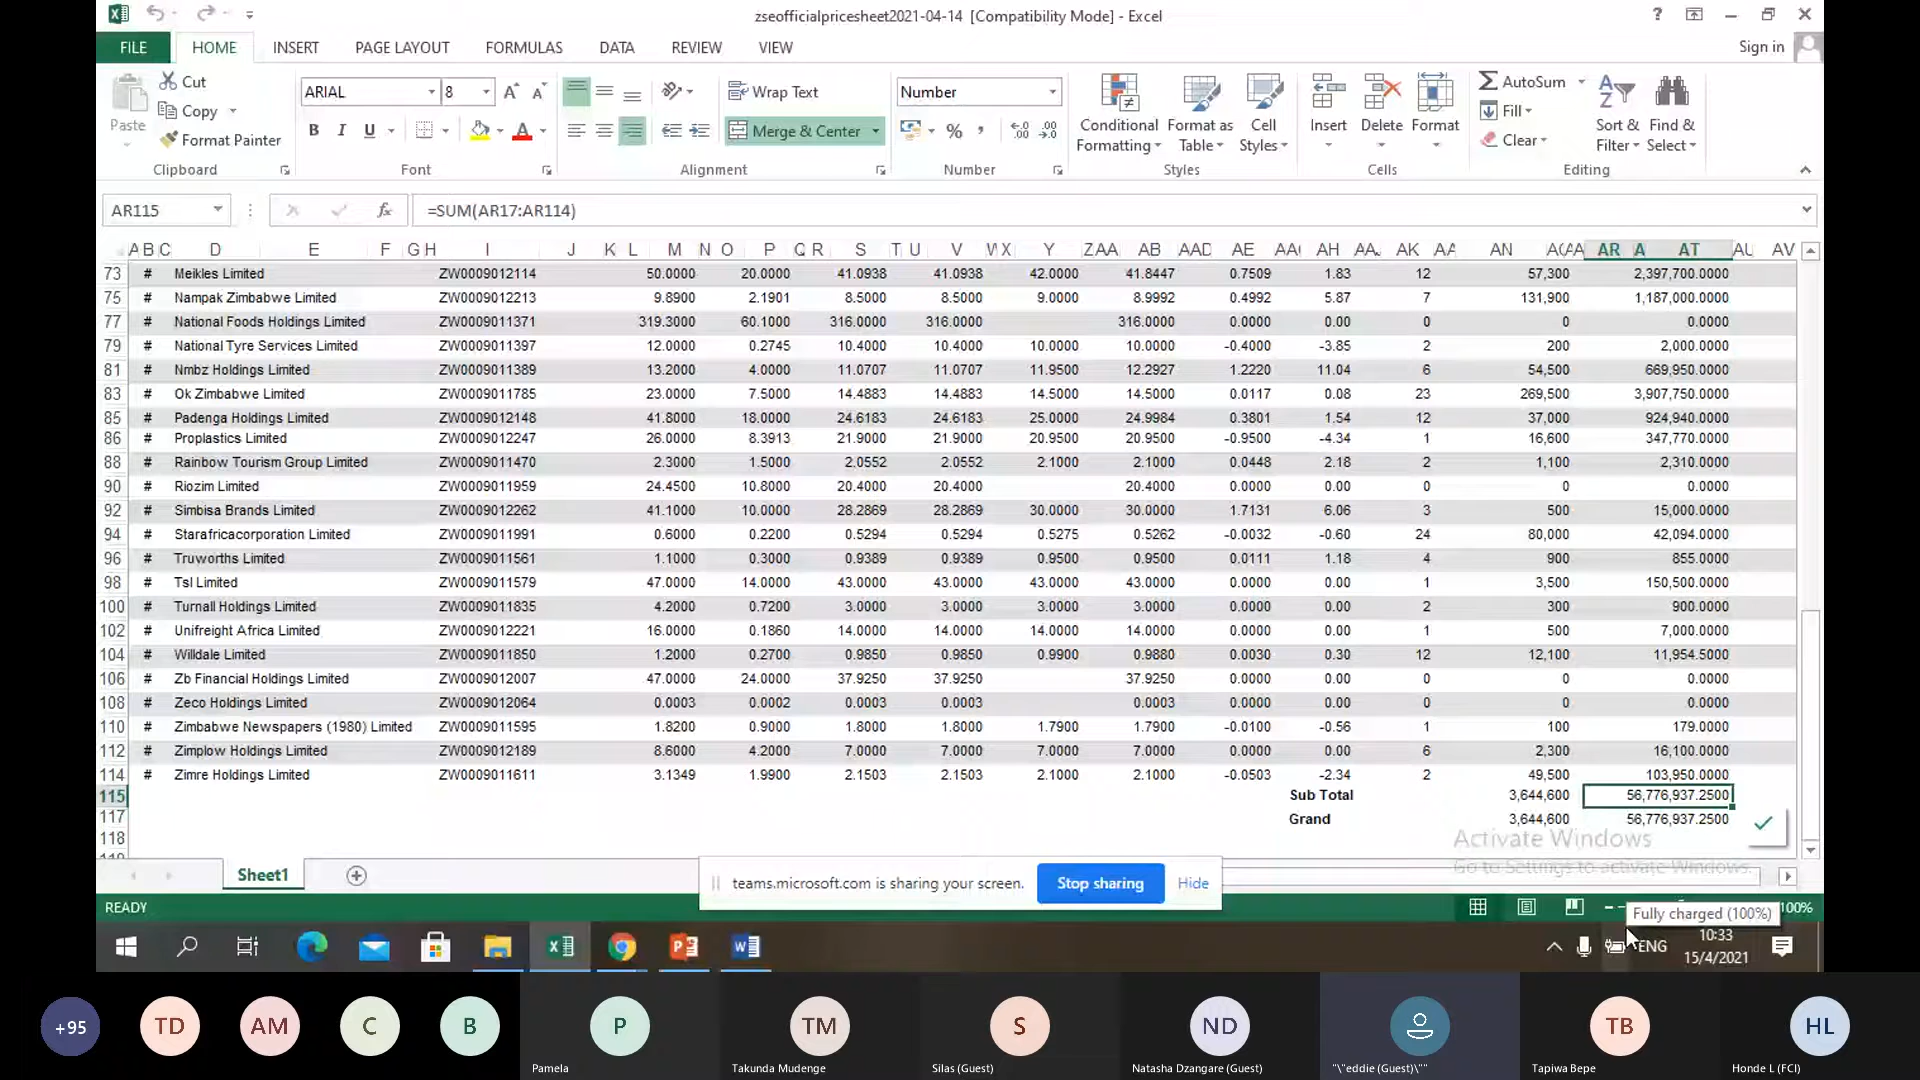 zseofficialpricesheet2021-04-14 [Compatibility Mode] - Excel
FILE HOME INSERT PAGE LAYOUT FORMULAS DATA REVIEW VIEW Sign in
Paste Cut Copy Format Painter Clipboard
ARIAL 8 B I U Font
Wrap Text Merge & Center Alignment
Number % , Number
Conditional Formatting Format as Table Cell Styles Styles
Insert Delete Format Cells
AutoSum Fill Clear Sort & Filter Find & Select Editing
AR115 fx =SUM(AR17:AR114)
A B C D E F G H I J K L M N O P Q R S T U V W X Y Z AA AB AE AH AK AN AR A AT AV
73 # Meikles Limited ZW0009012114 50.0000 20.0000 41.0938 41.0938 42.0000 41.8447 0.7509 1.83 12 57,300 2,397,700.0000
75 # Nampak Zimbabwe Limited ZW0009012213 9.8900 2.1901 8.5000 8.5000 9.0000 8.9992 0.4992 5.87 7 131,900 1,187,000.0000
77 # National Foods Holdings Limited ZW0009011371 319.3000 60.1000 316.0000 316.0000 316.0000 0.0000 0.00 0 0 0.0000
79 # National Tyre Services Limited ZW0009011397 12.0000 0.2745 10.4000 10.4000 10.0000 10.0000 -0.4000 -3.85 2 200 2,000.0000
81 # Nmbz Holdings Limited ZW0009011389 13.2000 4.0000 11.0707 11.0707 11.9500 12.2927 1.2220 11.04 6 54,500 669,950.0000
83 # Ok Zimbabwe Limited ZW0009011785 23.0000 7.5000 14.4883 14.4883 14.5000 14.5000 0.0117 0.08 23 269,500 3,907,750.0000
85 # Padenga Holdings Limited ZW0009012148 41.8000 18.0000 24.6183 24.6183 25.0000 24.9984 0.3801 1.54 12 37,000 924,940.0000
86 # Proplastics Limited ZW0009012247 26.0000 8.3913 21.9000 21.9000 20.9500 20.9500 -0.9500 -4.34 1 16,600 347,770.0000
88 # Rainbow Tourism Group Limited ZW0009011470 2.3000 1.5000 2.0552 2.0552 2.1000 2.1000 0.0448 2.18 2 1,100 2,310.0000
90 # Riozim Limited ZW0009011959 24.4500 10.8000 20.4000 20.4000 20.4000 0.0000 0.00 0 0 0.0000
92 # Simbisa Brands Limited ZW0009012262 41.1000 10.0000 28.2869 28.2869 30.0000 30.0000 1.7131 6.06 3 500 15,000.0000
94 # Starafricacorporation Limited ZW0009011991 0.6000 0.2200 0.5294 0.5294 0.5275 0.5262 -0.0032 -0.60 24 80,000 42,094.0000
96 # Truworths Limited ZW0009011561 1.1000 0.3000 0.9389 0.9389 0.9500 0.9500 0.0111 1.18 4 900 855.0000
98 # Tsl Limited ZW0009011579 47.0000 14.0000 43.0000 43.0000 43.0000 43.0000 0.0000 0.00 1 3,500 150,500.0000
100 # Turnall Holdings Limited ZW0009011835 4.2000 0.7200 3.0000 3.0000 3.0000 3.0000 0.0000 0.00 2 300 900.0000
102 # Unifreight Africa Limited ZW0009012221 16.0000 0.1860 14.0000 14.0000 14.0000 14.0000 0.0000 0.00 1 500 7,000.0000
104 # Willdale Limited ZW0009011850 1.2000 0.2700 0.9850 0.9850 0.9900 0.9880 0.0030 0.30 12 12,100 11,954.5000
106 # Zb Financial Holdings Limited ZW0009012007 47.0000 24.0000 37.9250 37.9250 37.9250 0.0000 0.00 0 0 0.0000
108 # Zeco Holdings Limited ZW0009012064 0.0003 0.0002 0.0003 0.0003 0.0003 0.0000 0.00 0 0 0.0000
110 # Zimbabwe Newspapers (1980) Limited ZW0009011595 1.8200 0.9000 1.8000 1.8000 1.7900 1.7900 -0.0100 -0.56 1 100 179.0000
112 # Zimplow Holdings Limited ZW0009012189 8.6000 4.2000 7.0000 7.0000 7.0000 7.0000 0.0000 0.00 6 2,300 16,100.0000
114 # Zimre Holdings Limited ZW0009011611 3.1349 1.9900 2.1503 2.1503 2.1000 2.1000 -0.0503 -2.34 2 49,500 103,950.0000
115 Sub Total 3,644,600 56,776,937.2500
117 Grand 3,644,600 56,776,937.2500
118
Activate Windows
Go to Settings to activate Windows.
Sheet1
teams.microsoft.com is sharing your screen. Stop sharing Hide
READY 100%
Fully charged (100%)
ENG 10:33
15/4/2021
+95 TD AM C B P TM S ND TB HL
Pamela Takunda Mudenge Silas (Guest) Natasha Dzangare (Guest) "\"eddie (Guest)\"" Tapiwa Bepe Honde L (FCI)